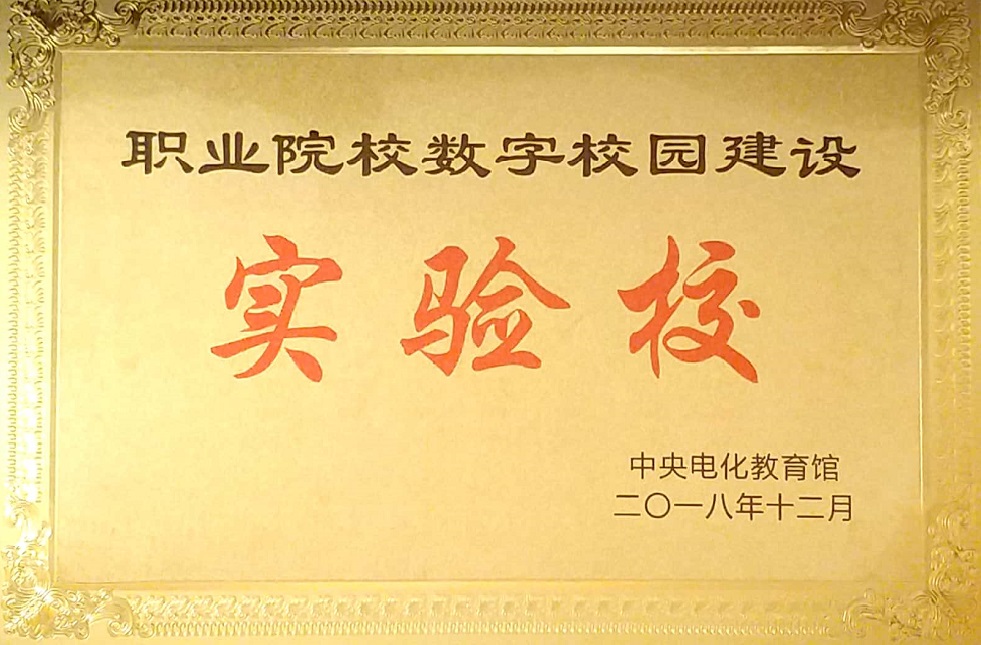 职业院校数字校园建设
实验校
中央电化教育馆
二〇一八年十二月